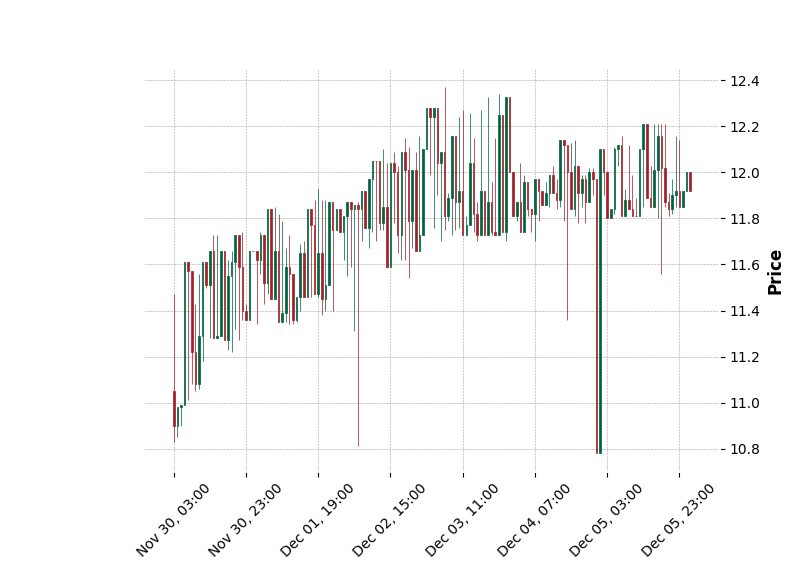 12.4
12.2
12.0
11.8
11.6
11.4
11.2
11.0
10.8
Price
Nov 30, 03:00
Nov 30, 23:00
Dec 01, 19:00
Dec 02, 15:00
Dec 03, 11:00
Dec 04, 07:00
Dec 05, 03:00
Dec 05, 23:00